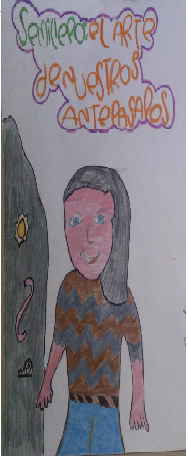 SEMILLERO: EL ARTE
DE NUESTROS
ANTEPASADOS